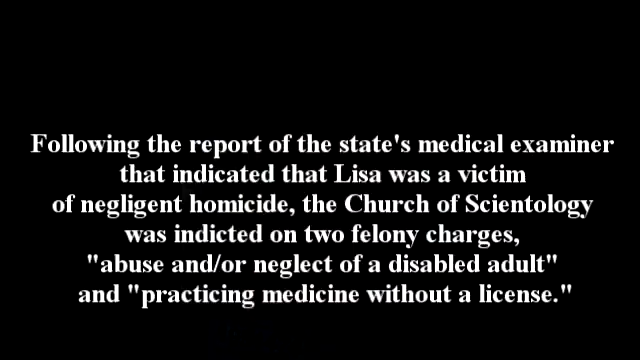 Following the report of the state's medical examiner
that indicated that Lisa was a victim
of negligent homicide, the Church of Scientology
was indicted on two felony charges,
"abuse and/or neglect of a disabled adult"
and "practicing medicine without a license."